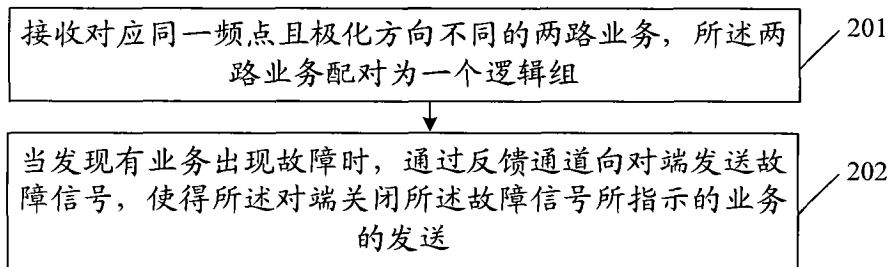 接收对应同一频点且极化方向不同的两路业务，所述两
路业务配对为一个逻辑组
201
当发现有业务出现故障时，通过反馈通道向对端发送故
障信号，使得所述对端关闭所述故障信号所指示的业务
的发送
202